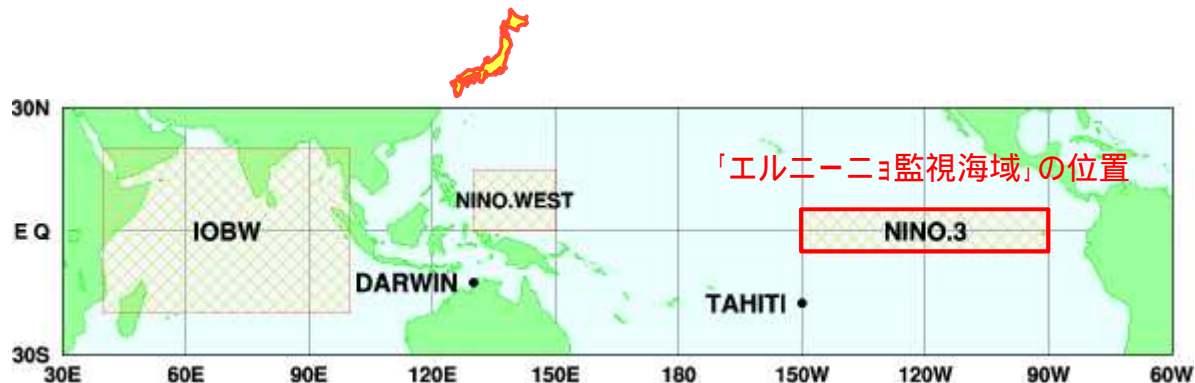 30N
「エルニーニョ監視海域」の位置
NINO.WEST
E Q
IOBW
NINO.3
DARWIN
TAHITI
30S
30E 60E 90E 120E 150E 180 150W 120W 90W 60W